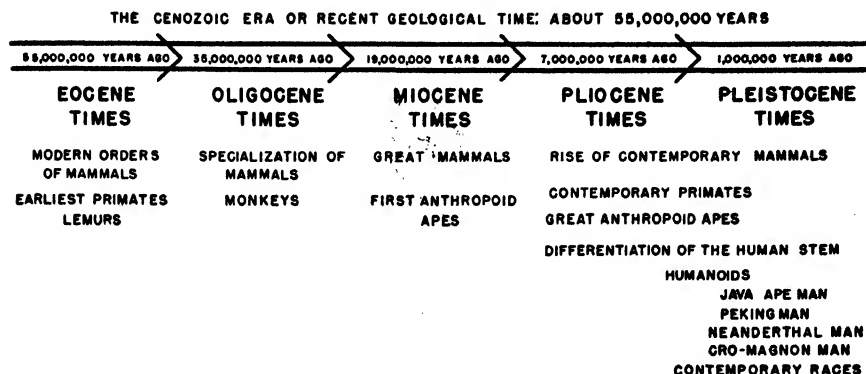 THE CENOZOIC ERA OR RECENT GEOLOGICAL TIME: ABOUT 55,000,000 YEARS
55,000,000 YEARS AGO 35,000,000 YEARS AGO 19,000,000 YEARS AGO 7,000,000 YEARS AGO 1,000,000 YEARS AGO
EOCENE TIMES
OLIGOCENE TIMES
MIOCENE TIMES
PLIOCENE TIMES
PLEISTOCENE TIMES
MODERN ORDERS
OF MAMMALS
EARLIEST PRIMATES
LEMURS
SPECIALIZATION OF
MAMMALS
MONKEYS
GREAT MAMMALS
FIRST ANTHROPOID
APES
RISE OF CONTEMPORARY MAMMALS
CONTEMPORARY PRIMATES
GREAT ANTHROPOID APES
DIFFERENTIATION OF THE HUMAN STEM
HUMANOIDS
JAVA APE MAN
PEKING MAN
NEANDERTHAL MAN
CRO-MAGNON MAN
CONTEMPORARY RACES